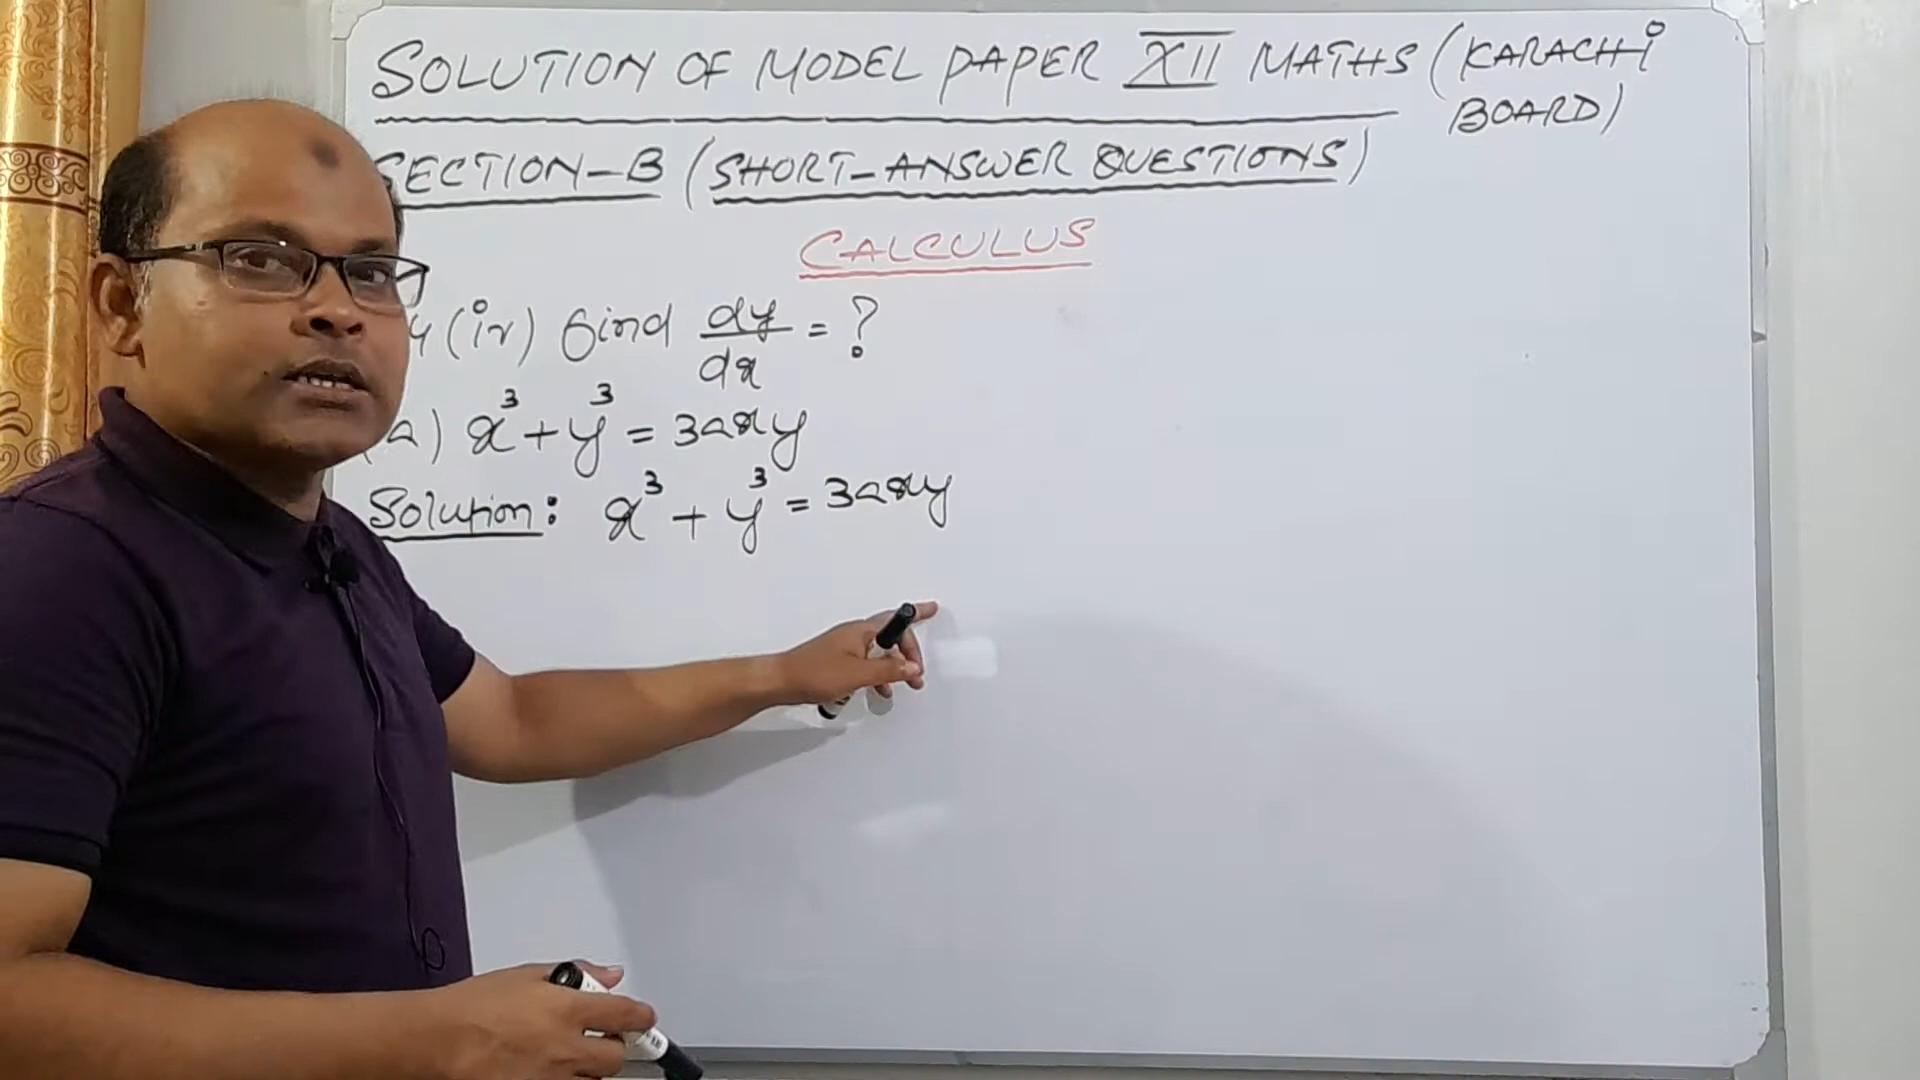 SOLUTION OF MODEL PAPER XII MATHS (KARACHI
BOARD)
SECTION-B (SHORT-ANSWER QUESTIONS)
CALCULUS
4 (iv) find dy/dx = ?
a) x³ + y³ = 3axy
Solution: x³ + y³ = 3axy